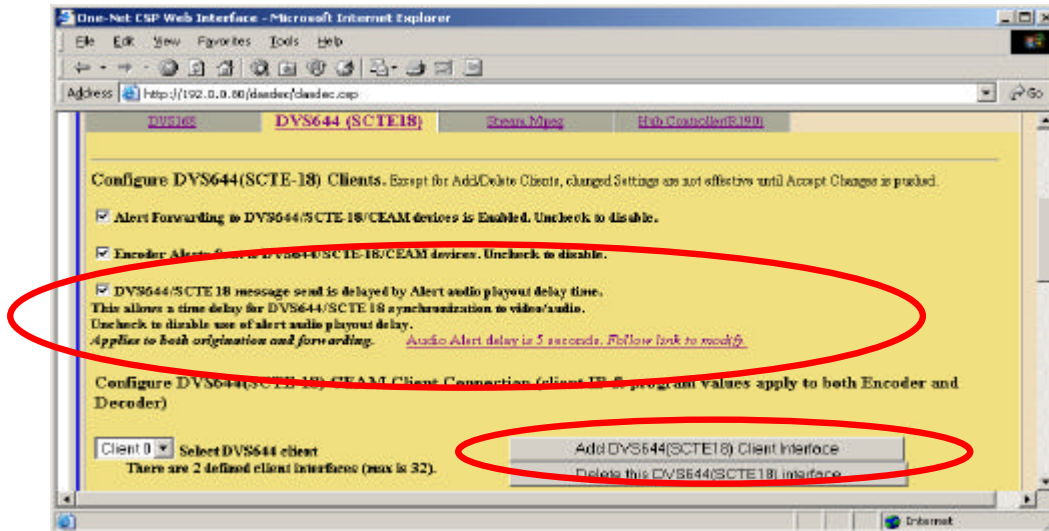 One-Net CSP Web Interface - Microsoft Internet Explorer
File Edit View Favorites Tools Help
Address http://192.0.0.80/dasdec/dasdec.csp Go
DVS168 DVS644 (SCTE18) Stream Mpeg Hub Controller(R190)
Configure DVS644(SCTE-18) Clients. Except for Add/Delete Clients, changed Settings are not effective until Accept Changes is pushed.
Alert Forwarding to DVS644/SCTE-18/CEAM devices is Enabled. Uncheck to disable.
Encoder Alerts Sent to DVS644/SCTE-18/CEAM devices. Uncheck to disable.
DVS644/SCTE 18 message send is delayed by Alert audio playout delay time.
This allows a time delay for DVS644/SCTE 18 synchronization to video/audio.
Uncheck to disable use of alert audio playout delay.
Applies to both origination and forwarding. Audio Alert delay is 5 seconds. Follow link to modify.
Configure DVS644(SCTE-18) CEAM Client Connection (client IP & program values apply to both Encoder and
Decoder)
Client 0 Select DVS644 client
There are 2 defined client interfaces (max is 32).
Add DVS644(SCTE18) Client Interface
Delete this DVS644(SCTE18) interface
Internet